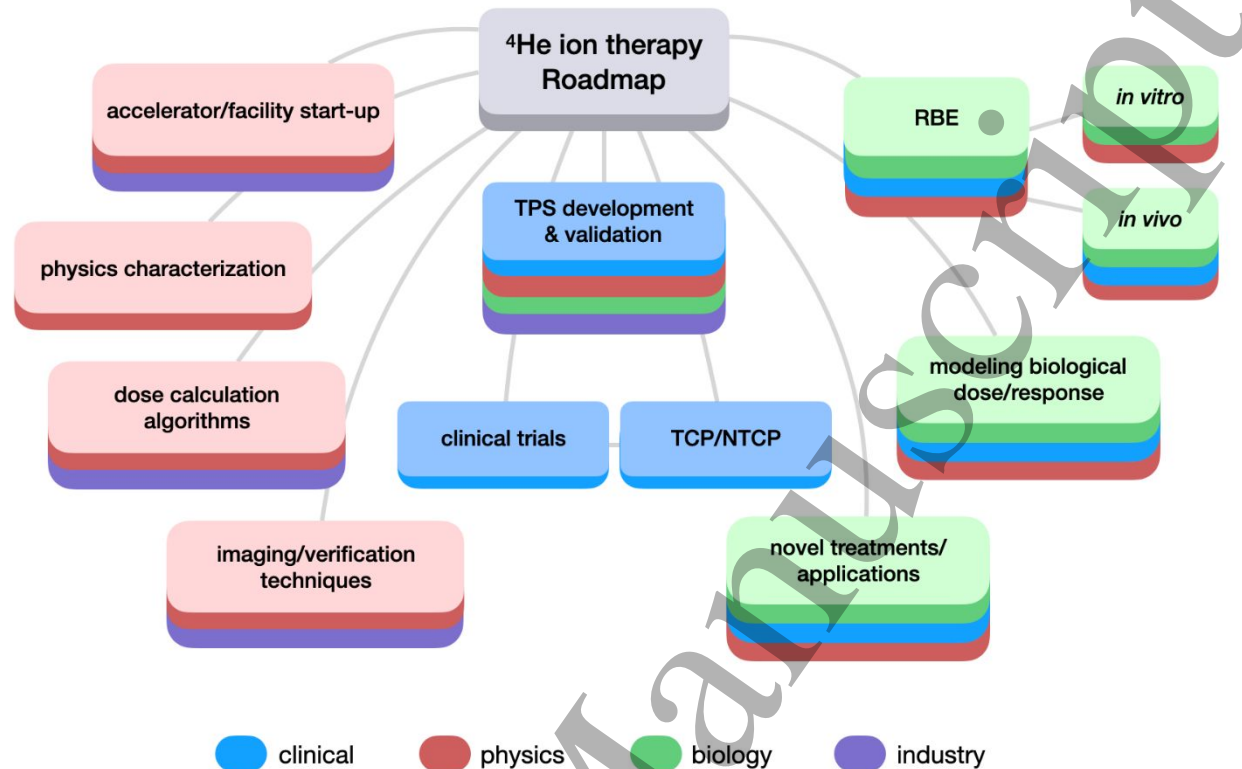 ⁴He ion therapy
Roadmap
accelerator/facility start-up
physics characterization
dose calculation
algorithms
imaging/verification
techniques
TPS development
& validation
clinical trials
TCP/NTCP
RBE
in vitro
in vivo
modeling biological
dose/response
novel treatments/
applications
clinical
physics
biology
industry
Manuscript